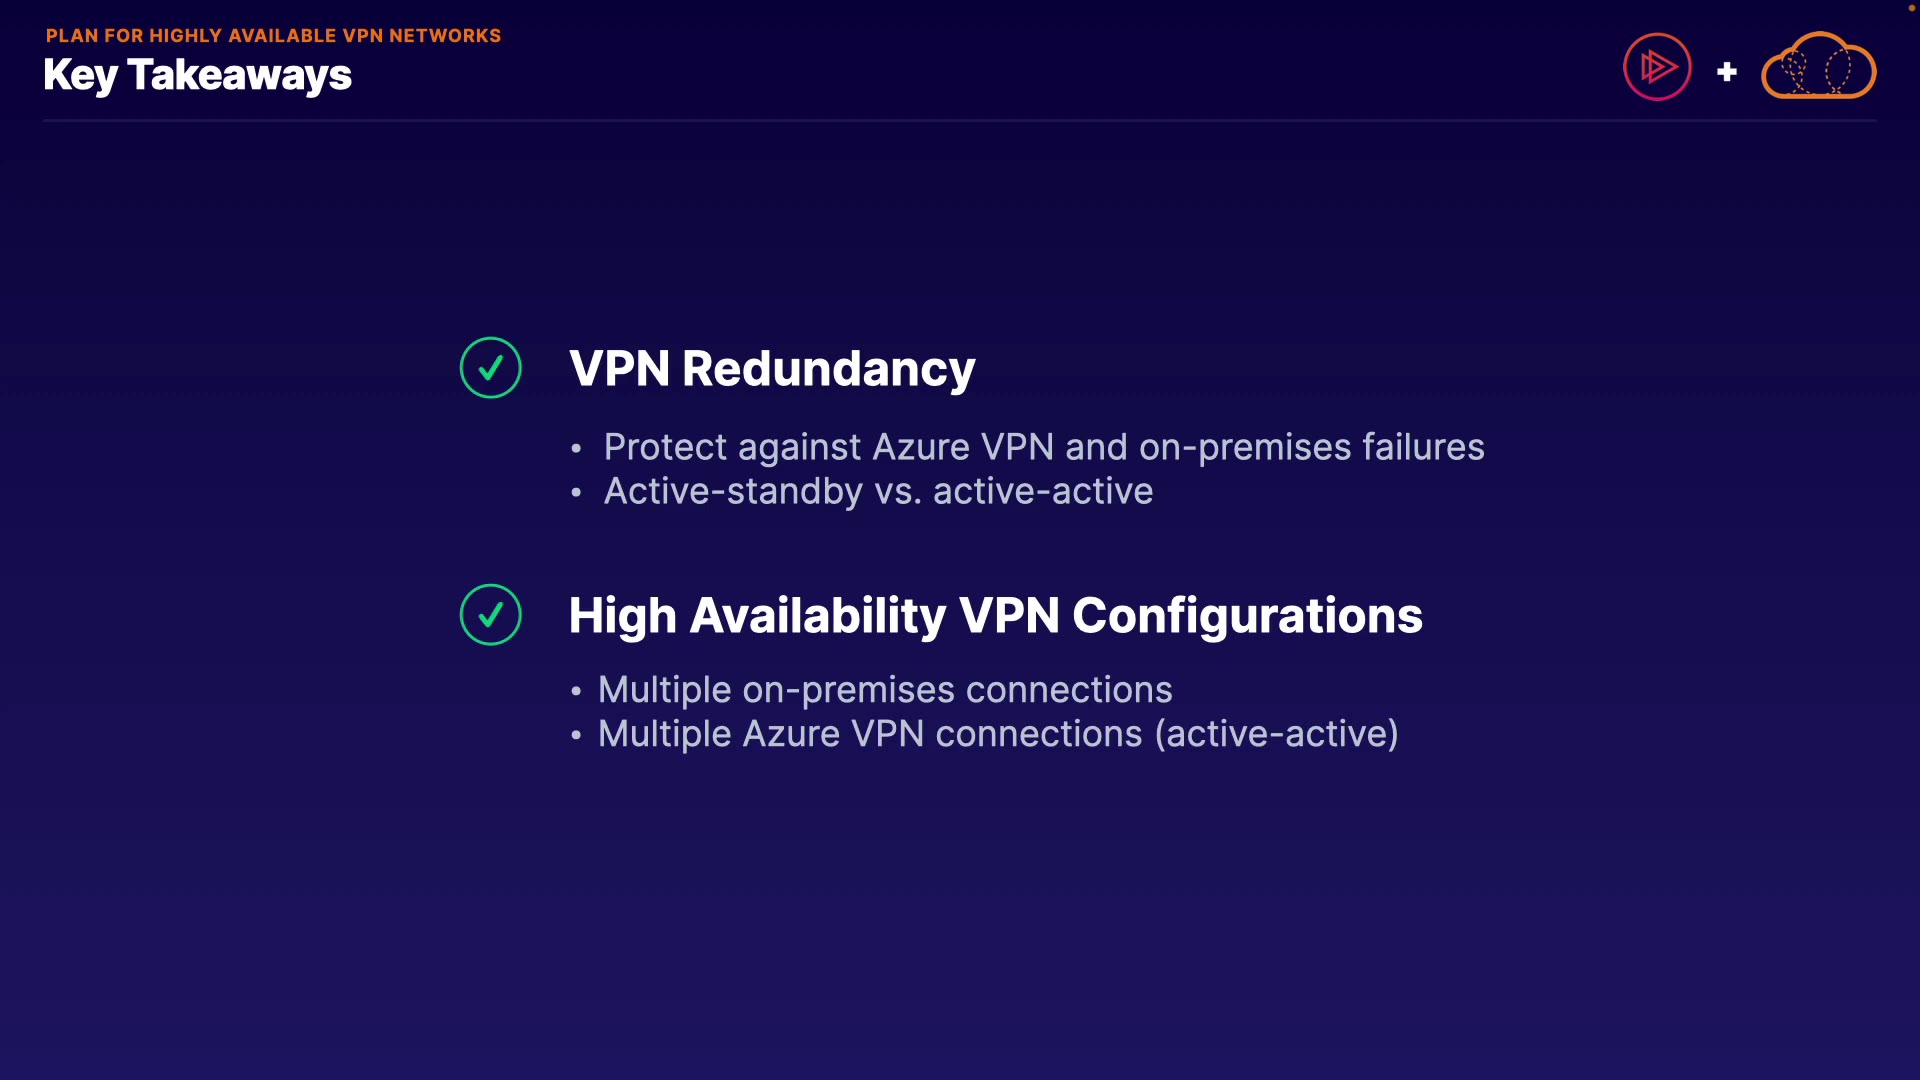 PLAN FOR HIGHLY AVAILABLE VPN NETWORKS
Key Takeaways
VPN Redundancy
• Protect against Azure VPN and on-premises failures
• Active-standby vs. active-active
High Availability VPN Configurations
• Multiple on-premises connections
• Multiple Azure VPN connections (active-active)